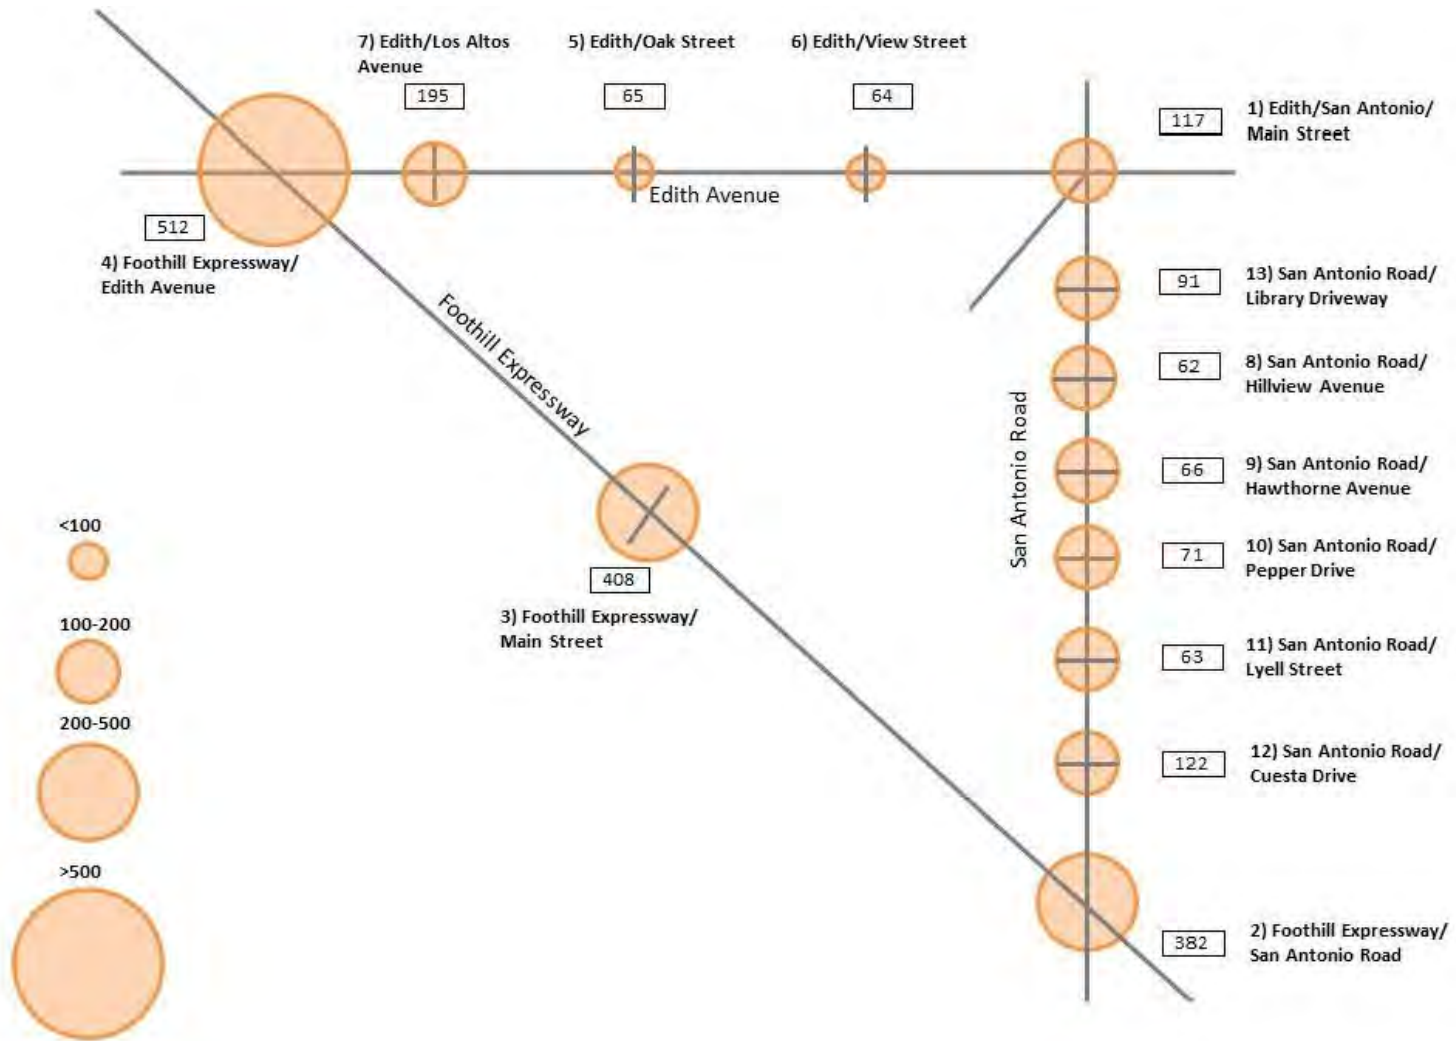 7) Edith/Los Altos
Avenue
195
5) Edith/Oak Street
65
6) Edith/View Street
64
117
1) Edith/San Antonio/
Main Street
Edith Avenue
512
4) Foothill Expressway/
Edith Avenue
91
13) San Antonio Road/
Library Driveway
62
8) San Antonio Road/
Hillview Avenue
Foothill Expressway
San Antonio Road
66
9) San Antonio Road/
Hawthorne Avenue
71
10) San Antonio Road/
Pepper Drive
408
3) Foothill Expressway/
Main Street
63
11) San Antonio Road/
Lyell Street
122
12) San Antonio Road/
Cuesta Drive
382
2) Foothill Expressway/
San Antonio Road
<100
100-200
200-500
>500